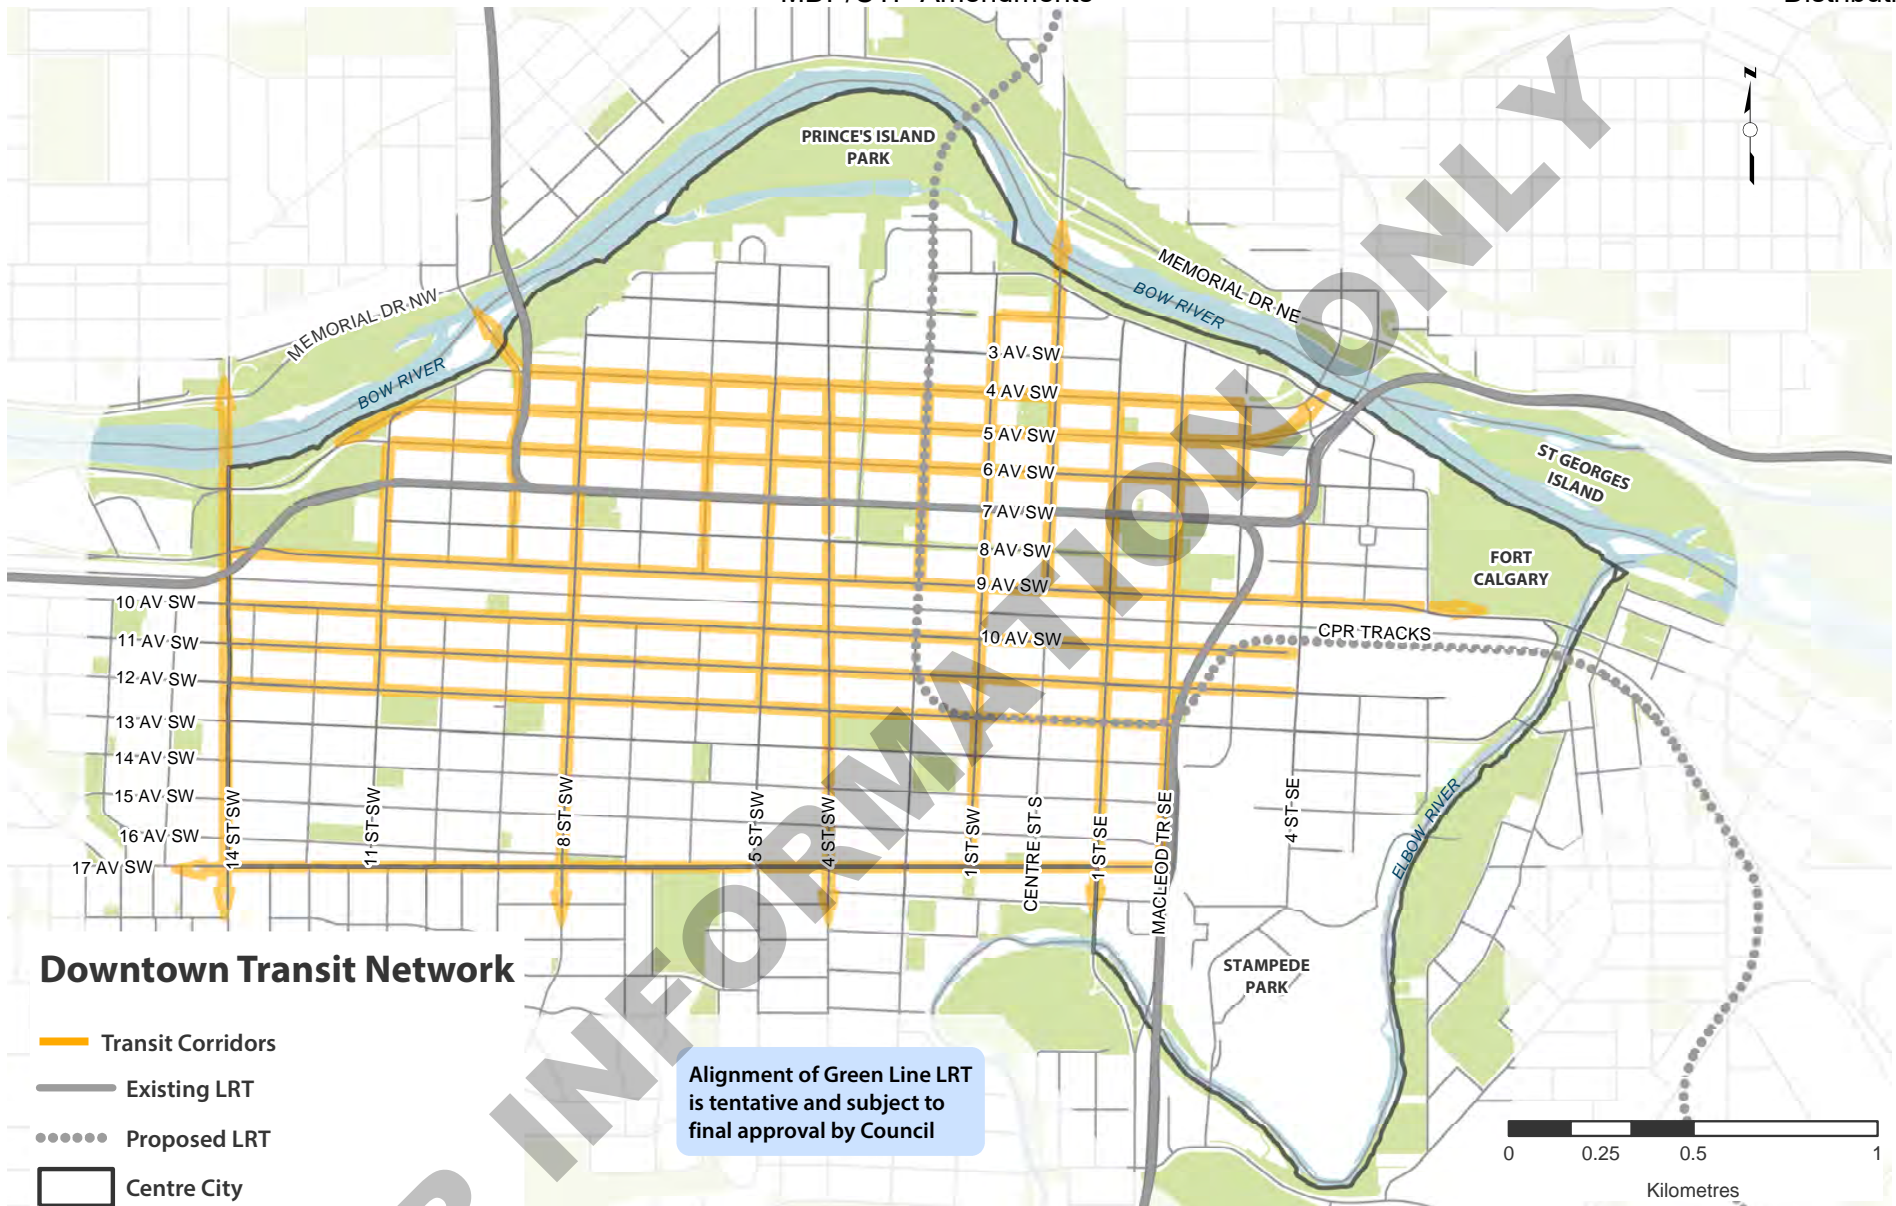 MDP/CTP Amendments
PRINCE'S ISLAND
PARK
MEMORIAL DR NW
BOW RIVER
MEMORIAL DR NE
BOW RIVER
ST GEORGES
ISLAND
FORT
CALGARY
3 AV SW
4 AV SW
5 AV SW
6 AV SW
7 AV SW
8 AV SW
9 AV SW
10 AV SW
CPR TRACKS
10 AV SW
11 AV SW
12 AV SW
13 AV SW
14 AV SW
15 AV SW
16 AV SW
17 AV SW
14 ST SW
11 ST SW
8 ST SW
5 ST SW
4 ST SW
1 ST SW
CENTRE ST S
1 ST SE
MACLEOD TR SE
4 ST SE
ELBOW RIVER
STAMPEDE
PARK
INFORMATION ONLY
N
Downtown Transit Network
Transit Corridors
Existing LRT
Proposed LRT
Centre City
Alignment of Green Line LRT
is tentative and subject to
final approval by Council
0 0.25 0.5 1
Kilometres